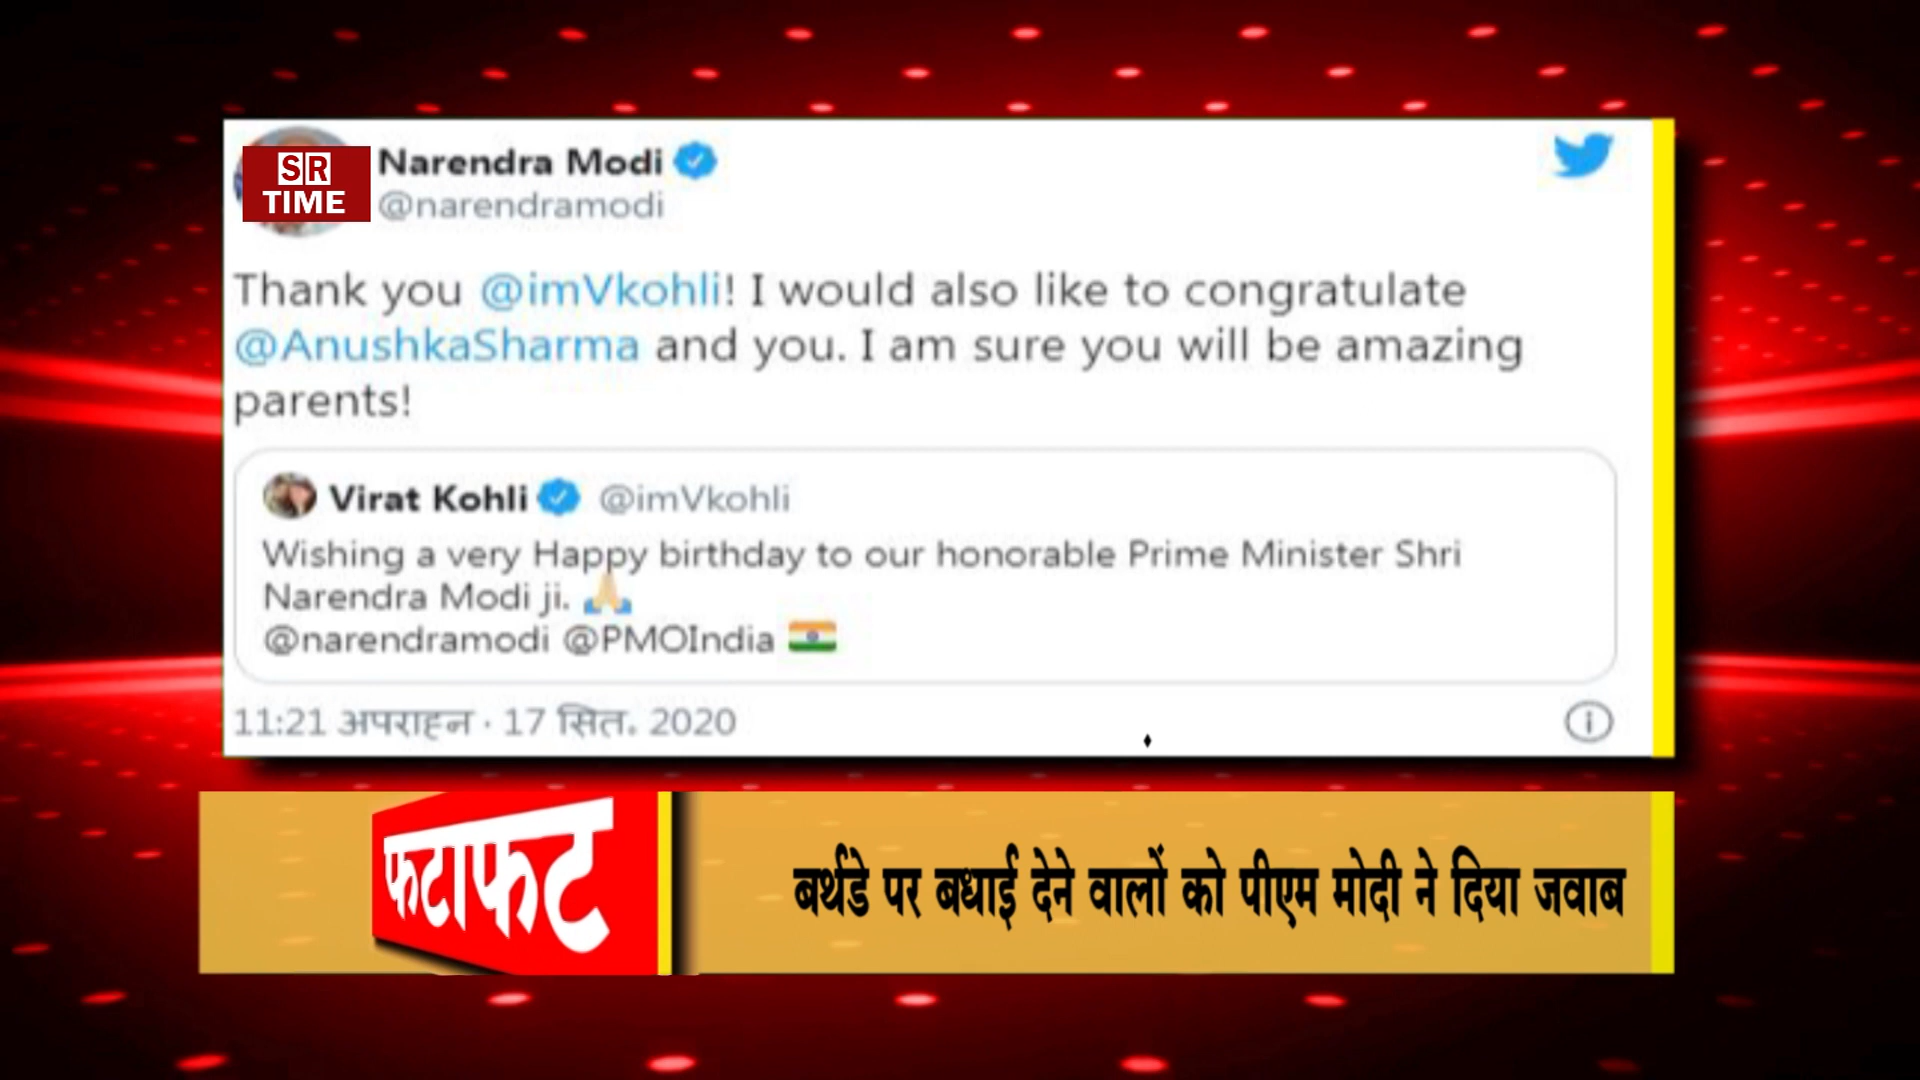 SR
TIME
Narendra Modi
@narendramodi
Thank you @imVkohli! I would also like to congratulate
@AnushkaSharma and you. I am sure you will be amazing
parents!
Virat Kohli @imVkohli
Wishing a very Happy birthday to our honorable Prime Minister Shri
Narendra Modi ji. 🙏
@narendramodi @PMOIndia 🇮🇳
11:21 अपराह्न · 17 सित. 2020
फटाफट
बर्थडे पर बधाई देने वालों को पीएम मोदी ने दिया जवाब